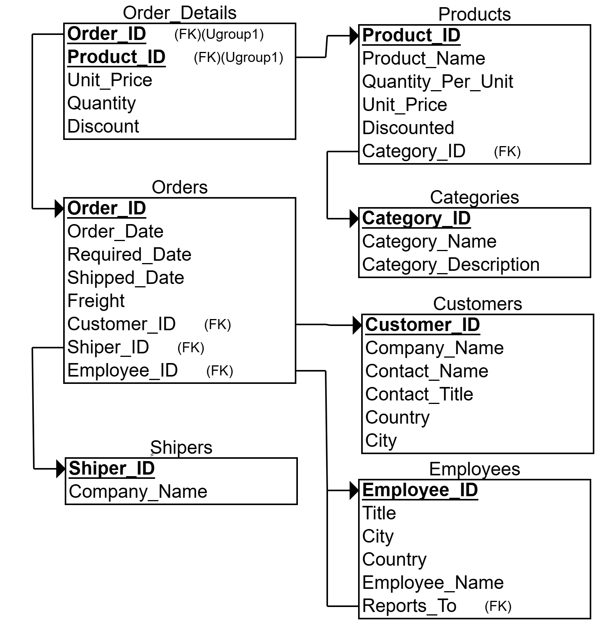 Order_Details
Order_ID (FK)(Ugroup1)
Product_ID (FK)(Ugroup1)
Unit_Price
Quantity
Discount
Products
Product_ID
Product_Name
Quantity_Per_Unit
Unit_Price
Discounted
Category_ID (FK)
Orders
Order_ID
Order_Date
Required_Date
Shipped_Date
Freight
Customer_ID (FK)
Shiper_ID (FK)
Employee_ID (FK)
Categories
Category_ID
Category_Name
Category_Description
Customers
Customer_ID
Company_Name
Contact_Name
Contact_Title
Country
City
Shipers
Shiper_ID
Company_Name
Employees
Employee_ID
Title
City
Country
Employee_Name
Reports_To (FK)